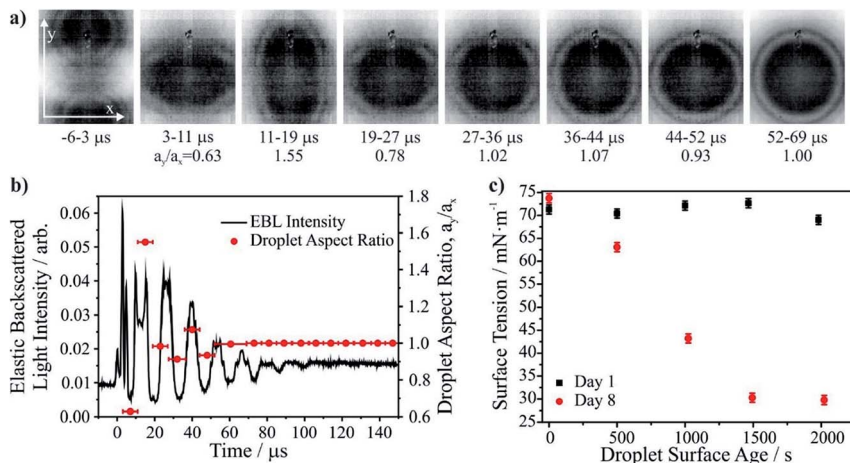 a)
y
x
-6-3 µs 3-11 µs 11-19 µs 19-27 µs 27-36 µs 36-44 µs 44-52 µs 52-69 µs
a_y/a_x=0.63 1.55 0.78 1.02 1.07 0.93 1.00
b)
Elastic Backscattered
Light Intensity / arb.
0.06
0.05
0.04
0.03
0.02
0.01
0.00
EBL Intensity
Droplet Aspect Ratio
1.8
1.6
1.4
1.2
1.0
0.8
0.6
Droplet Aspect Ratio, a_y/a_x
0 20 40 60 80 100 120 140
Time / µs
c)
Surface Tension / mN·m⁻¹
75
70
65
60
55
50
45
40
35
30
25
Day 1
Day 8
0 500 1000 1500 2000
Droplet Surface Age / s